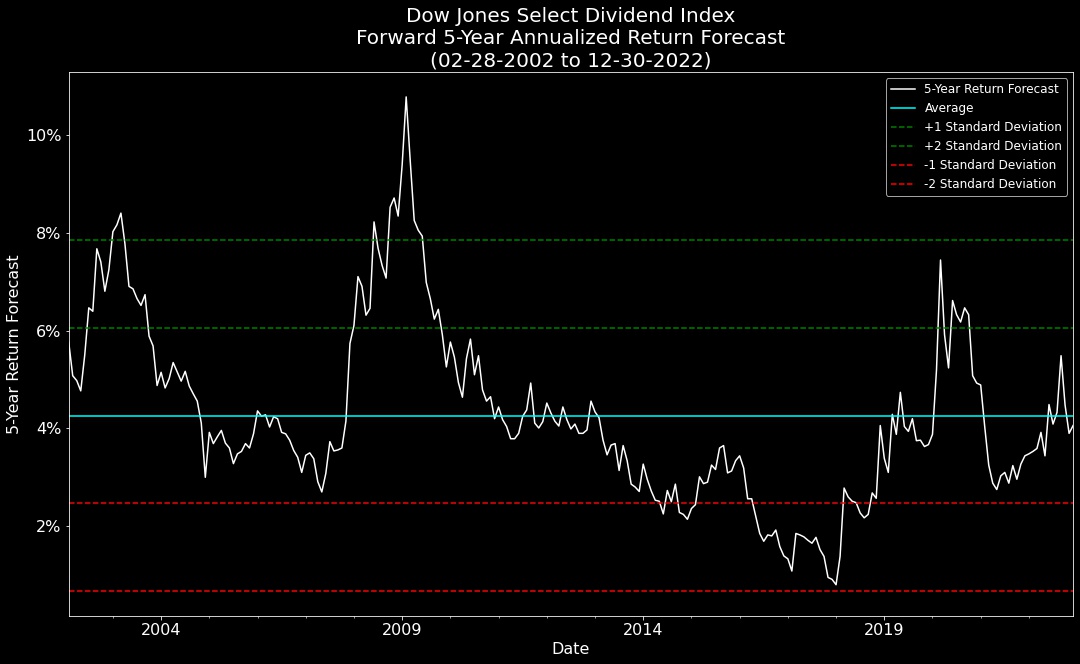 Dow Jones Select Dividend Index
Forward 5-Year Annualized Return Forecast
(02-28-2002 to 12-30-2022)
5-Year Return Forecast
Average
+1 Standard Deviation
+2 Standard Deviation
-1 Standard Deviation
-2 Standard Deviation
5-Year Return Forecast
10%
8%
6%
4%
2%
2004
2009
2014
2019
Date